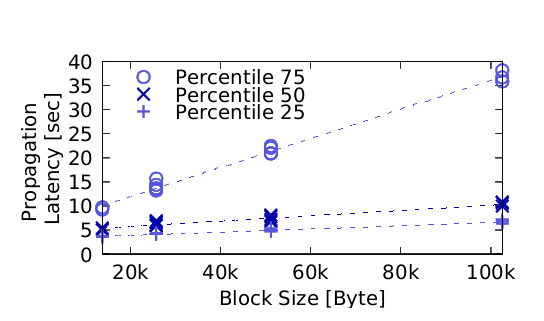 Propagation
Latency [sec]
40
35
30
25
20
15
10
5
0
Percentile 75
Percentile 50
Percentile 25
20k 40k 60k 80k 100k
Block Size [Byte]